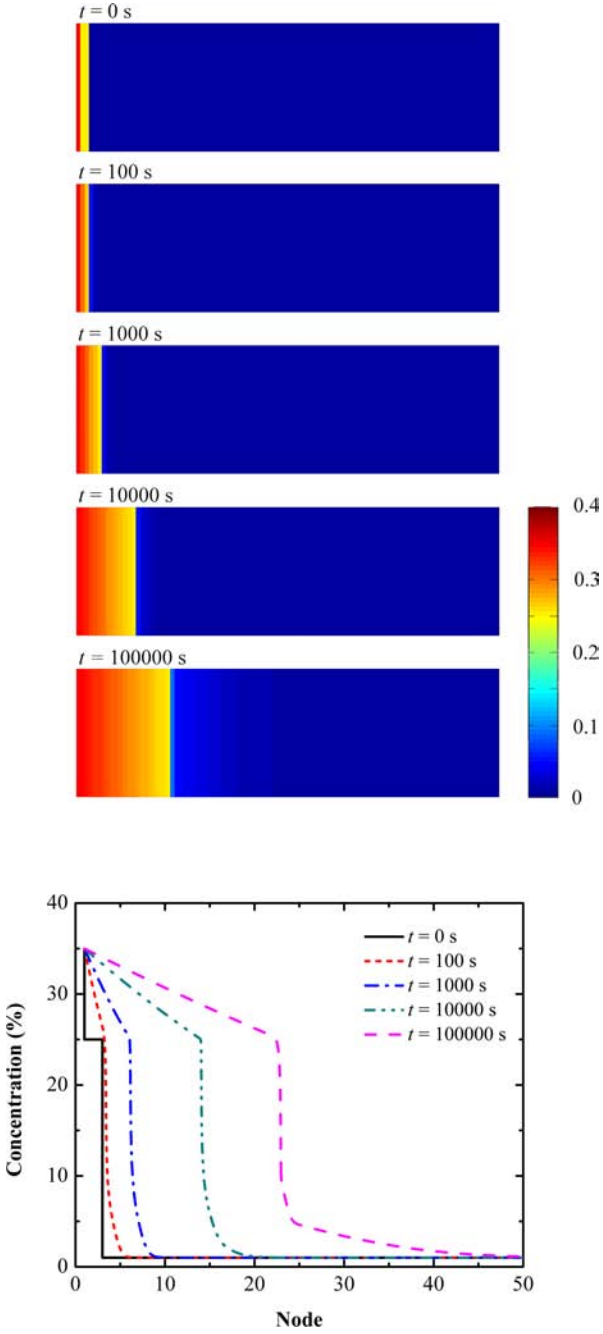 t = 0 s
t = 100 s
t = 1000 s
t = 10000 s
t = 100000 s
0.4
0.3
0.2
0.1
0
40
30
20
10
0
Concentration (%)
t = 0 s
t = 100 s
t = 1000 s
t = 10000 s
t = 100000 s
0 10 20 30 40 50
Node